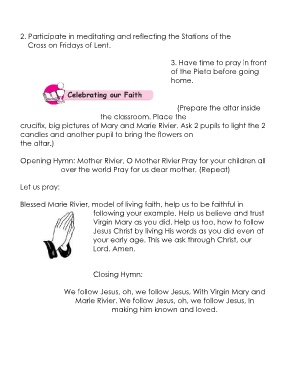 2. Participate in meditating and reflecting the Stations of the
Cross on Fridays of Lent.
3. Have time to pray in front
of the Pieta before going
home.
Celebrating our Faith
(Prepare the altar inside
the classroom. Place the
crucifix, big pictures of Mary and Marie Rivier. Ask 2 pupils to light the 2
candles and another pupil to bring the flowers on
the altar.)
Opening Hymn: Mother Rivier, O Mother Rivier Pray for your children all
over the world Pray for us dear mother. (Repeat)
Let us pray:
Blessed Marie Rivier, model of living faith, help us to be faithful in
following your example. Help us believe and trust
Virgin Mary as you did. Help us too, how to follow
Jesus Christ by living His words as you did even at
your early age. This we ask through Christ, our
Lord. Amen.
Closing Hymn:
We follow Jesus, oh, we follow Jesus, With Virgin Mary and
Marie Rivier. We follow Jesus, oh, we follow Jesus, In
making him known and loved.